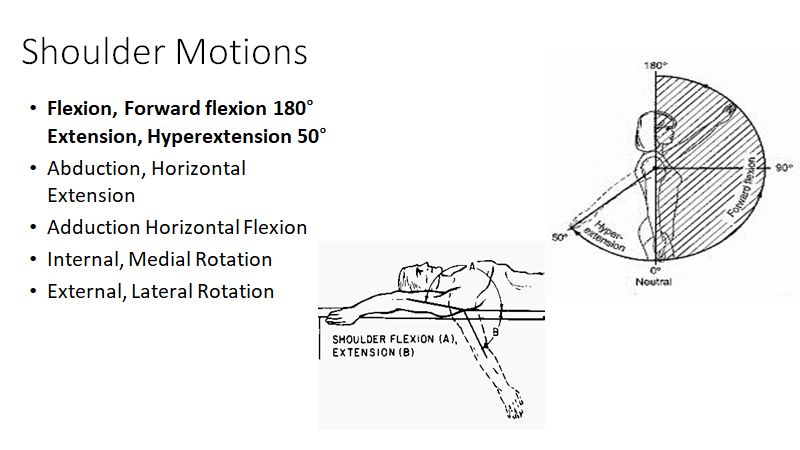 Shoulder Motions
• Flexion, Forward flexion 180°
Extension, Hyperextension 50°
• Abduction, Horizontal
Extension
• Adduction Horizontal Flexion
• Internal, Medial Rotation
• External, Lateral Rotation
180°
90°
Forward flexion
50°
Hyper-
extension
0°
Neutral
A
B
SHOULDER FLEXION (A),
EXTENSION (B)